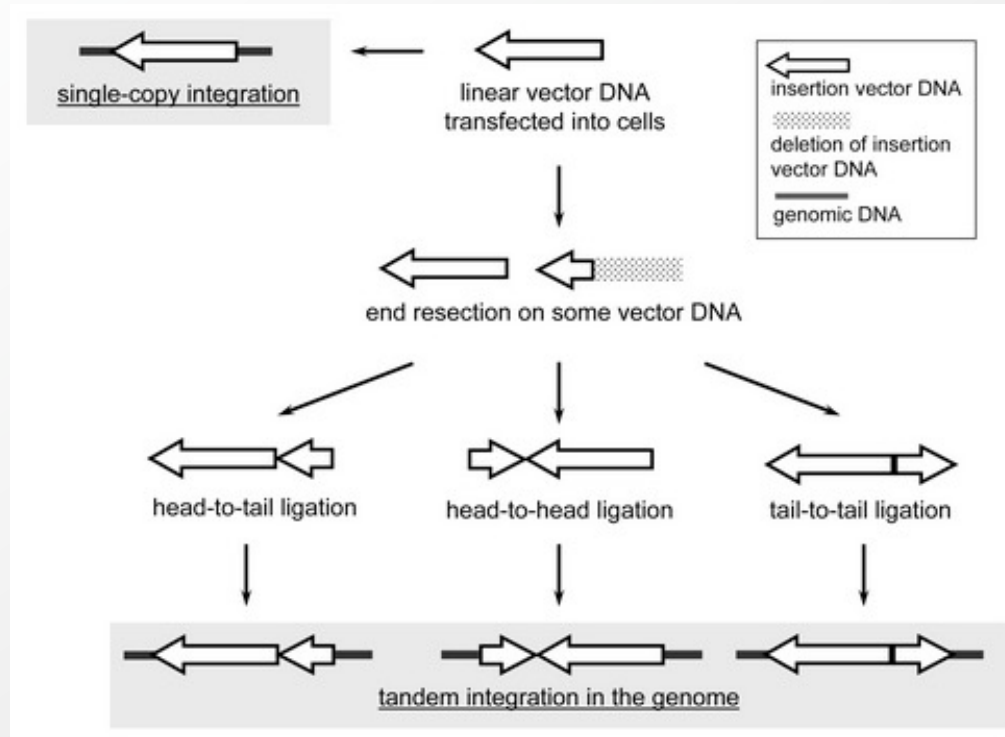 single-copy integration
linear vector DNA
transfected into cells
insertion vector DNA
deletion of insertion
vector DNA
genomic DNA
end resection on some vector DNA
head-to-tail ligation
head-to-head ligation
tail-to-tail ligation
tandem integration in the genome